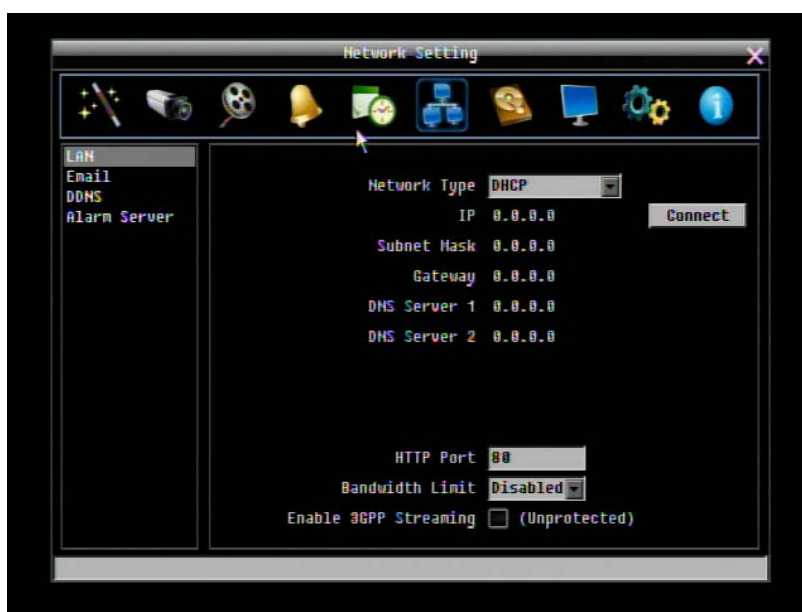 Network Setting
X
LAN
Email
DDNS
Alarm Server
Network Type DHCP
IP 0.0.0.0 Connect
Subnet Mask 0.0.0.0
Gateway 0.0.0.0
DNS Server 1 0.0.0.0
DNS Server 2 0.0.0.0
HTTP Port 80
Bandwidth Limit Disabled
Enable 3GPP Streaming (Unprotected)